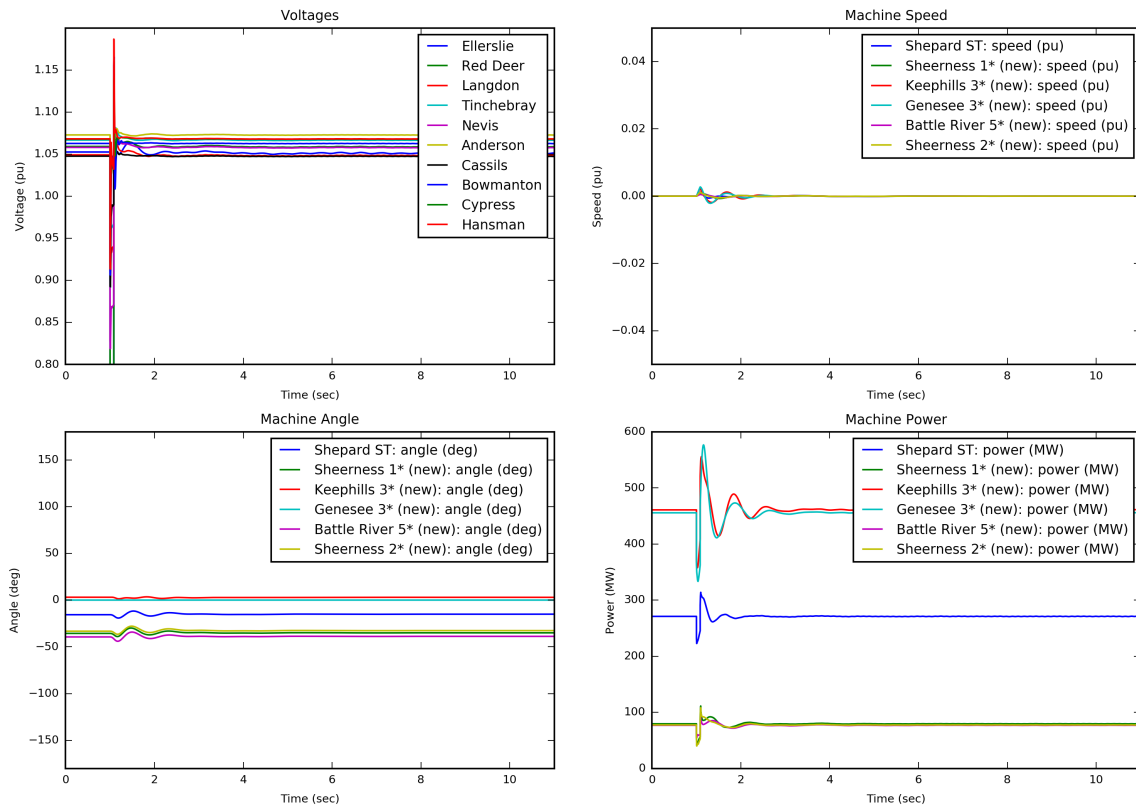 Voltages
1.15
1.10
1.05
1.00
0.95
0.90
0.85
0.80
Voltage (pu)
0
2
4
6
8
10
Time (sec)
Ellerslie
Red Deer
Langdon
Tinchebray
Nevis
Anderson
Cassils
Bowmanton
Cypress
Hansman
Machine Speed
0.04
0.02
0.00
−0.02
−0.04
Speed (pu)
0
2
4
6
8
10
Time (sec)
Shepard ST: speed (pu)
Sheerness 1* (new): speed (pu)
Keephills 3* (new): speed (pu)
Genesee 3* (new): speed (pu)
Battle River 5* (new): speed (pu)
Sheerness 2* (new): speed (pu)
Machine Angle
150
100
50
0
−50
−100
−150
Angle (deg)
0
2
4
6
8
10
Time (sec)
Shepard ST: angle (deg)
Sheerness 1* (new): angle (deg)
Keephills 3* (new): angle (deg)
Genesee 3* (new): angle (deg)
Battle River 5* (new): angle (deg)
Sheerness 2* (new): angle (deg)
Machine Power
600
500
400
300
200
100
0
Power (MW)
0
2
4
6
8
10
Time (sec)
Shepard ST: power (MW)
Sheerness 1* (new): power (MW)
Keephills 3* (new): power (MW)
Genesee 3* (new): power (MW)
Battle River 5* (new): power (MW)
Sheerness 2* (new): power (MW)